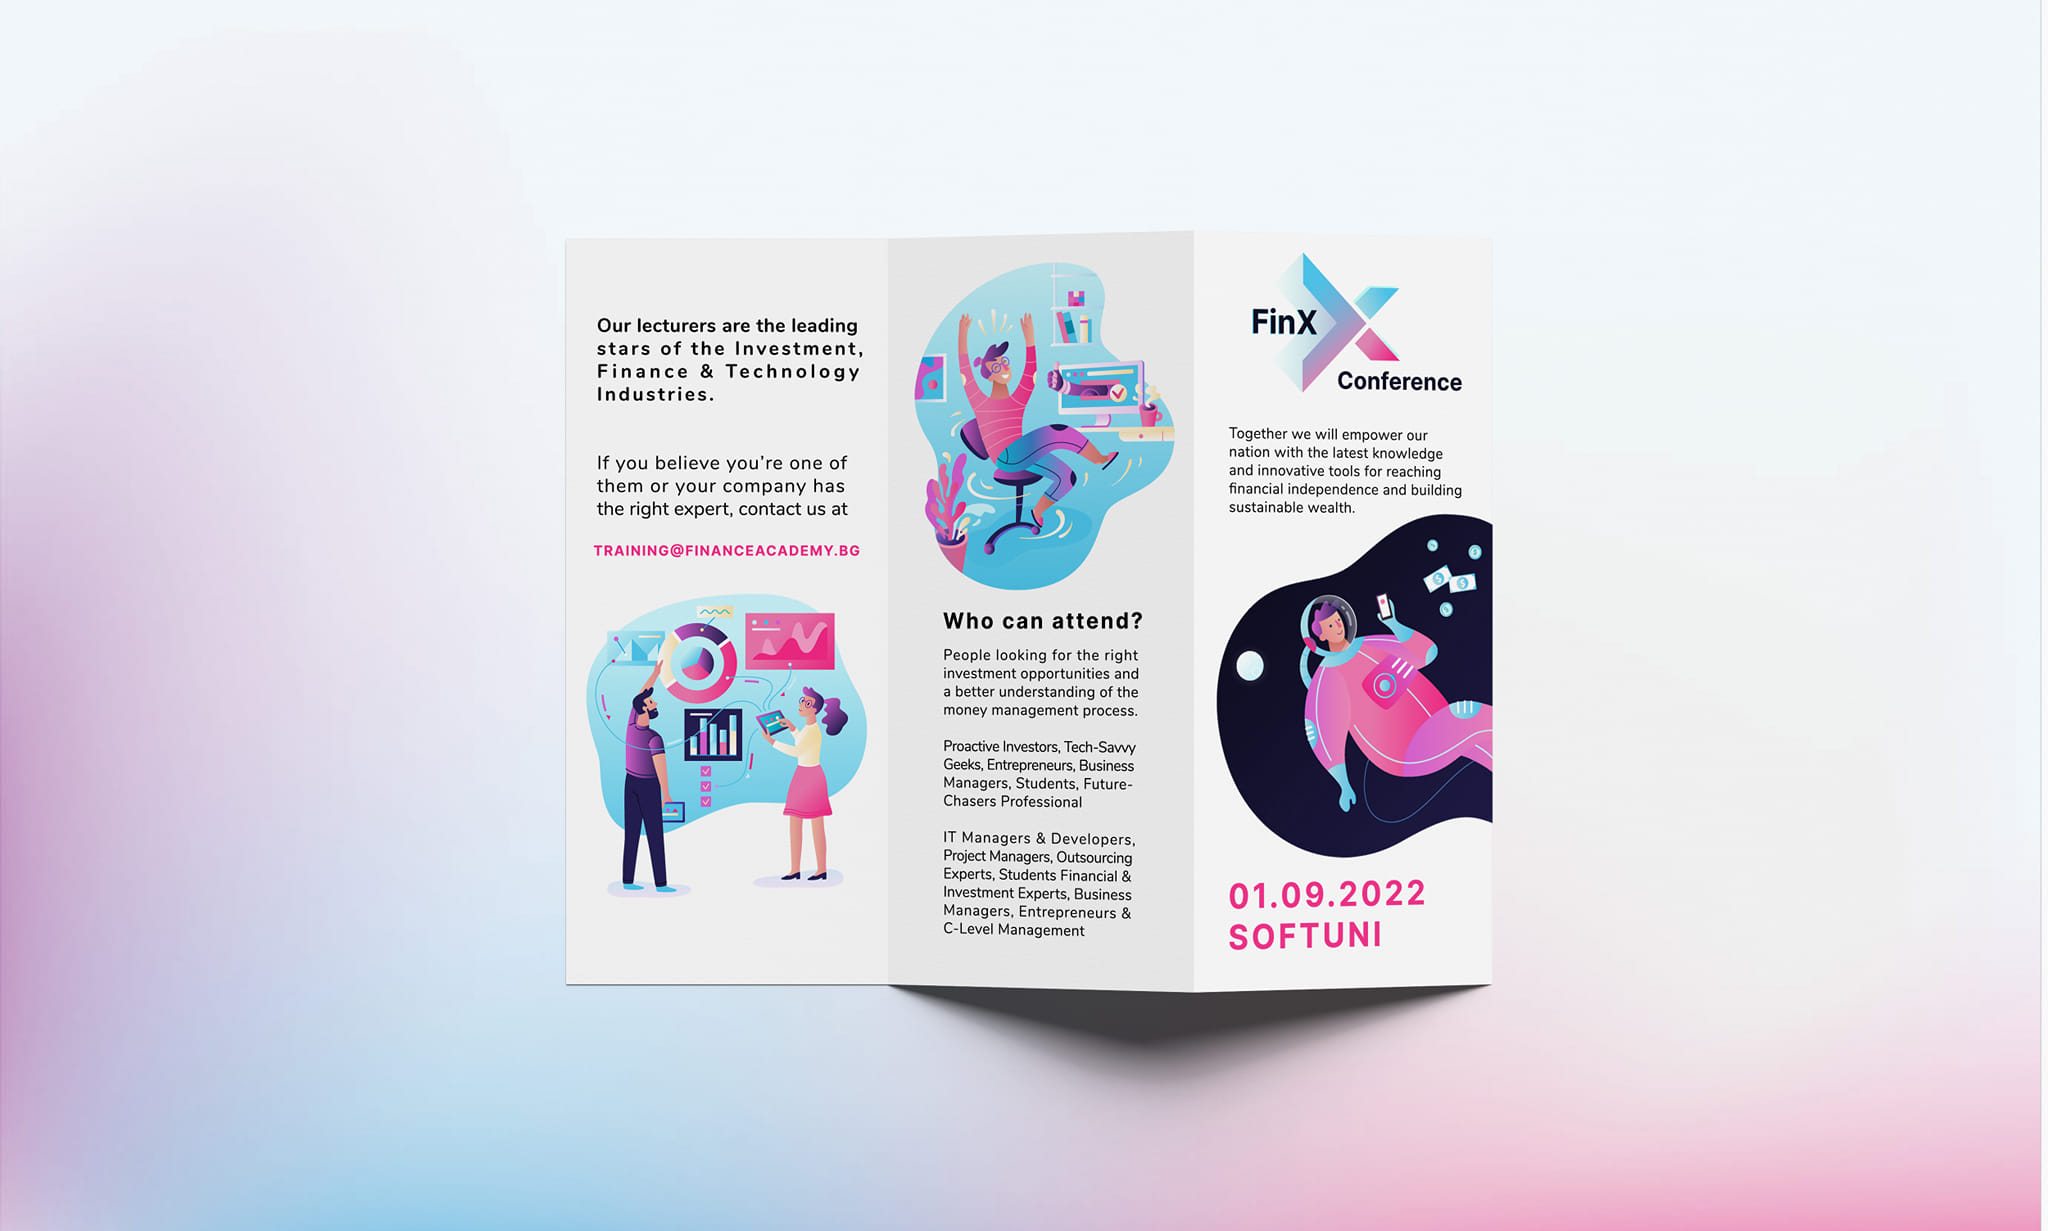 Our lecturers are the leading
stars of the Investment,
Finance & Technology
Industries.
If you believe you're one of
them or your company has
the right expert, contact us at
TRAINING@FINANCEACADEMY.BG
Who can attend?
People looking for the right
investment opportunities and
a better understanding of the
money management process.
Proactive Investors, Tech-Savvy
Geeks, Entrepreneurs, Business
Managers, Students, Future-
Chasers Professional
IT Managers & Developers,
Project Managers, Outsourcing
Experts, Students Financial &
Investment Experts, Business
Managers, Entrepreneurs &
C-Level Management
FinX
Conference
Together we will empower our
nation with the latest knowledge
and innovative tools for reaching
financial independence and building
sustainable wealth.
01.09.2022
SOFTUNI